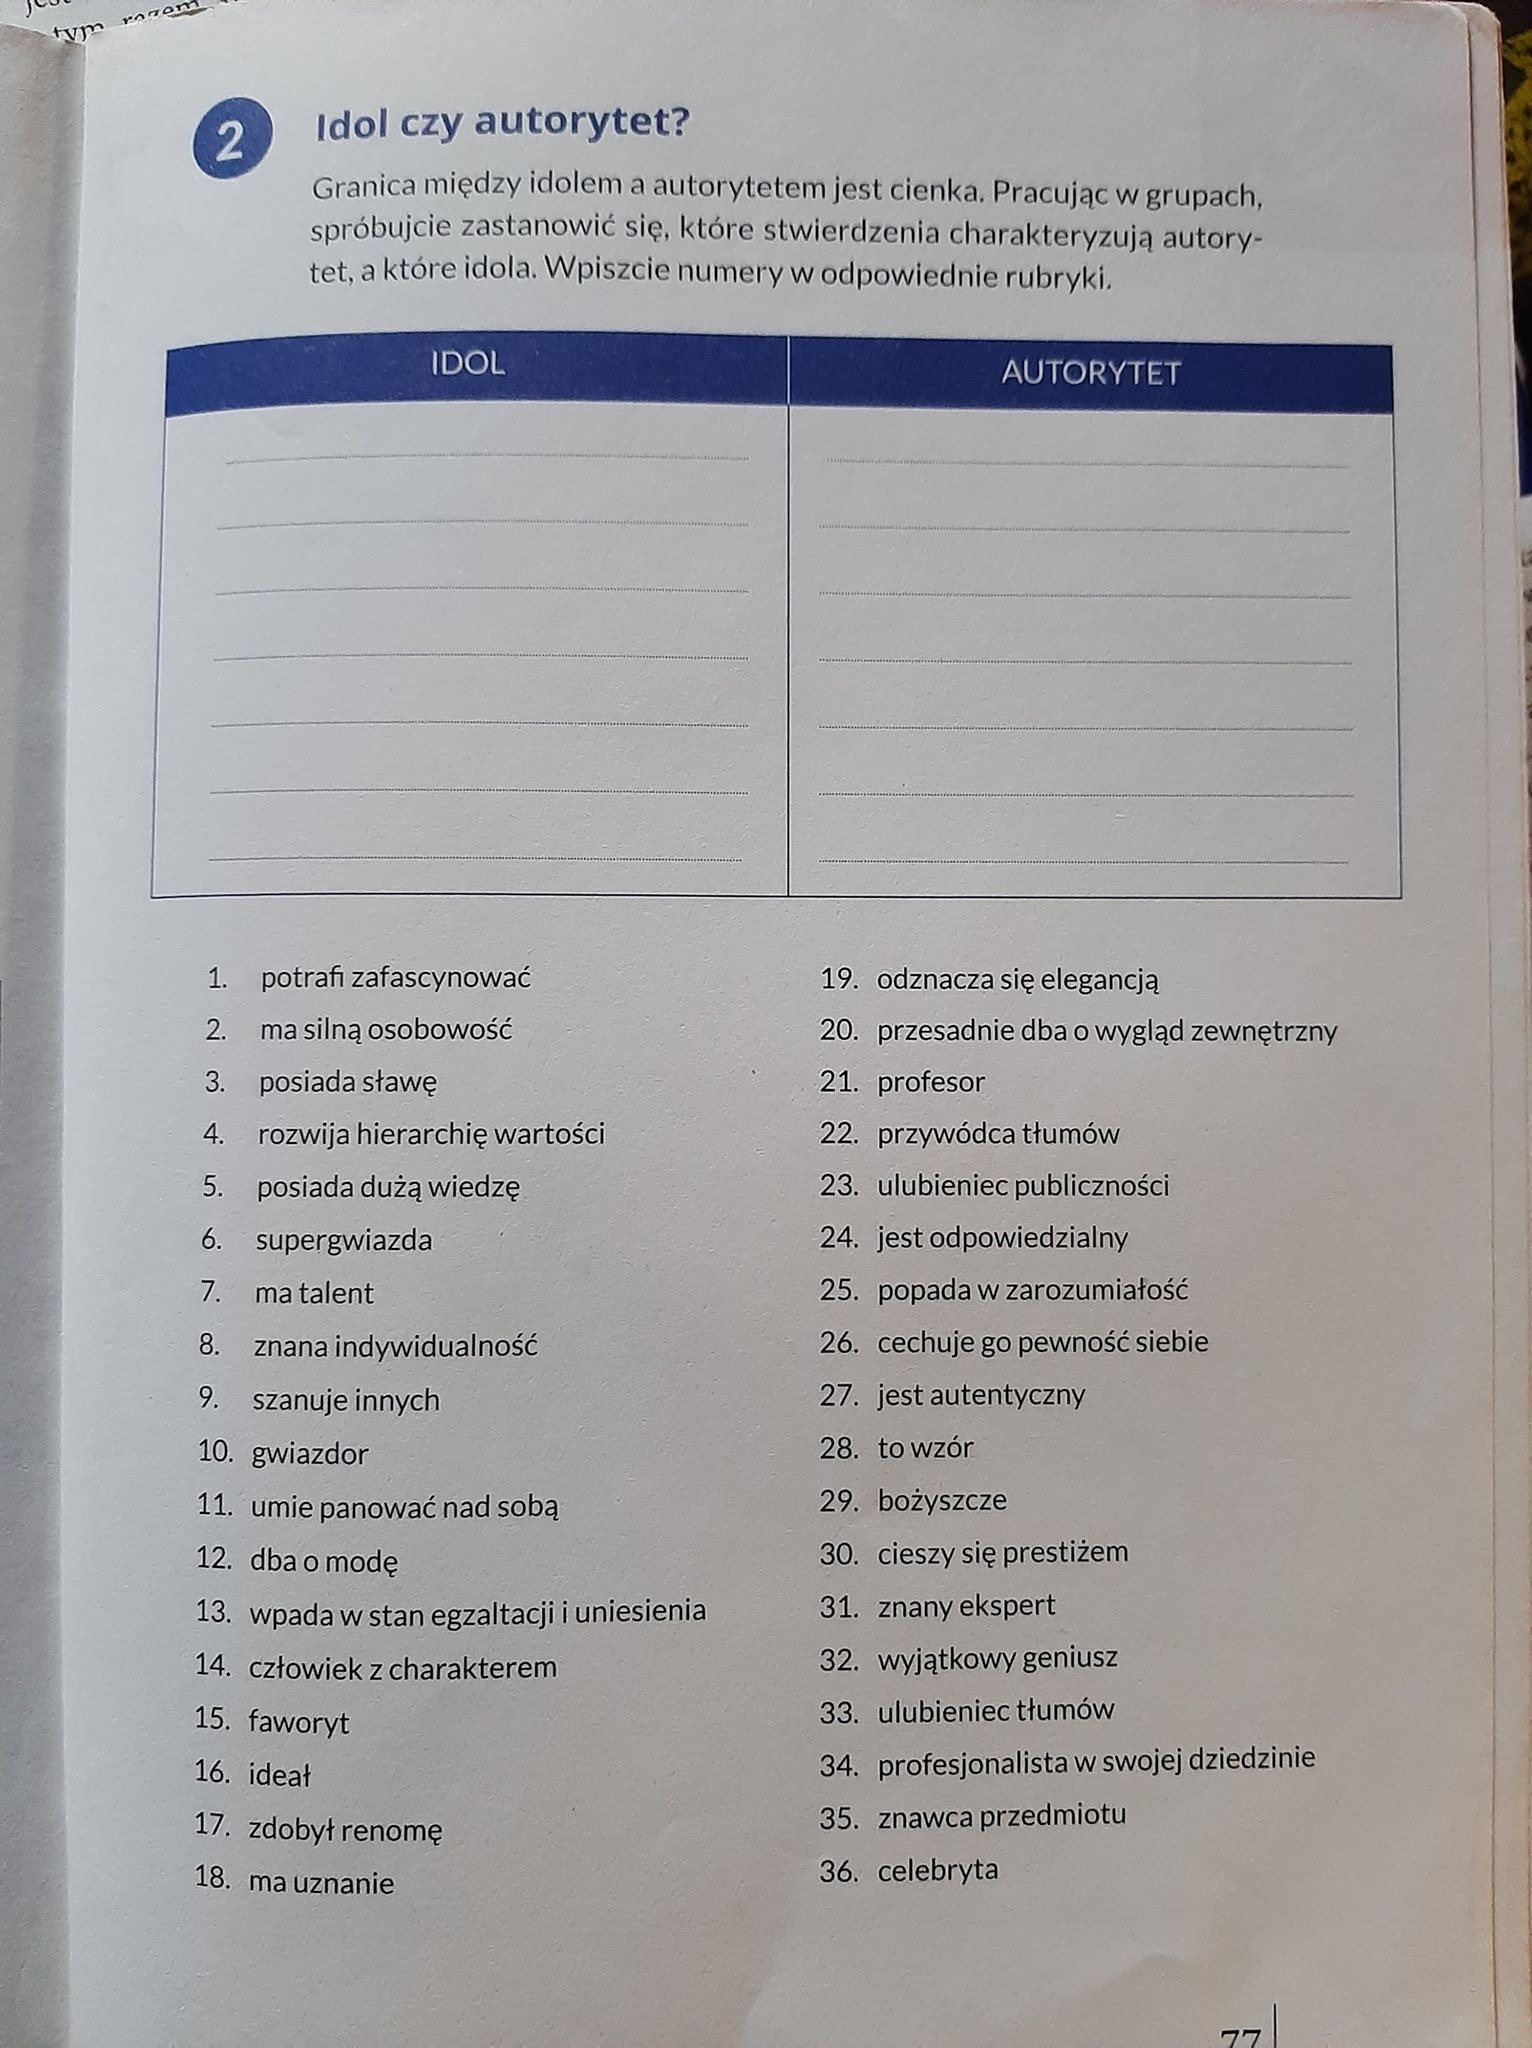 tym razem
2
Idol czy autorytet?
Granica między idolem a autorytetem jest cienka. Pracując w grupach,
spróbujcie zastanowić się, które stwierdzenia charakteryzują autory-
tet, a które idola. Wpiszcie numery w odpowiednie rubryki.
IDOL
AUTORYTET
1. potrafi zafascynować
2. ma silną osobowość
3. posiada sławę
4. rozwija hierarchię wartości
5. posiada dużą wiedzę
6. supergwiazda
7. ma talent
8. znana indywidualność
9. szanuje innych
10. gwiazdor
11. umie panować nad sobą
12. dba o modę
13. wpada w stan egzaltacji i uniesienia
14. człowiek z charakterem
15. faworyt
16. ideał
17. zdobył renomę
18. ma uznanie
19. odznacza się elegancją
20. przesadnie dba o wygląd zewnętrzny
21. profesor
22. przywódca tłumów
23. ulubieniec publiczności
24. jest odpowiedzialny
25. popada w zarozumiałość
26. cechuje go pewność siebie
27. jest autentyczny
28. to wzór
29. bożyszcze
30. cieszy się prestiżem
31. znany ekspert
32. wyjątkowy geniusz
33. ulubieniec tłumów
34. profesjonalista w swojej dziedzinie
35. znawca przedmiotu
36. celebryta
77